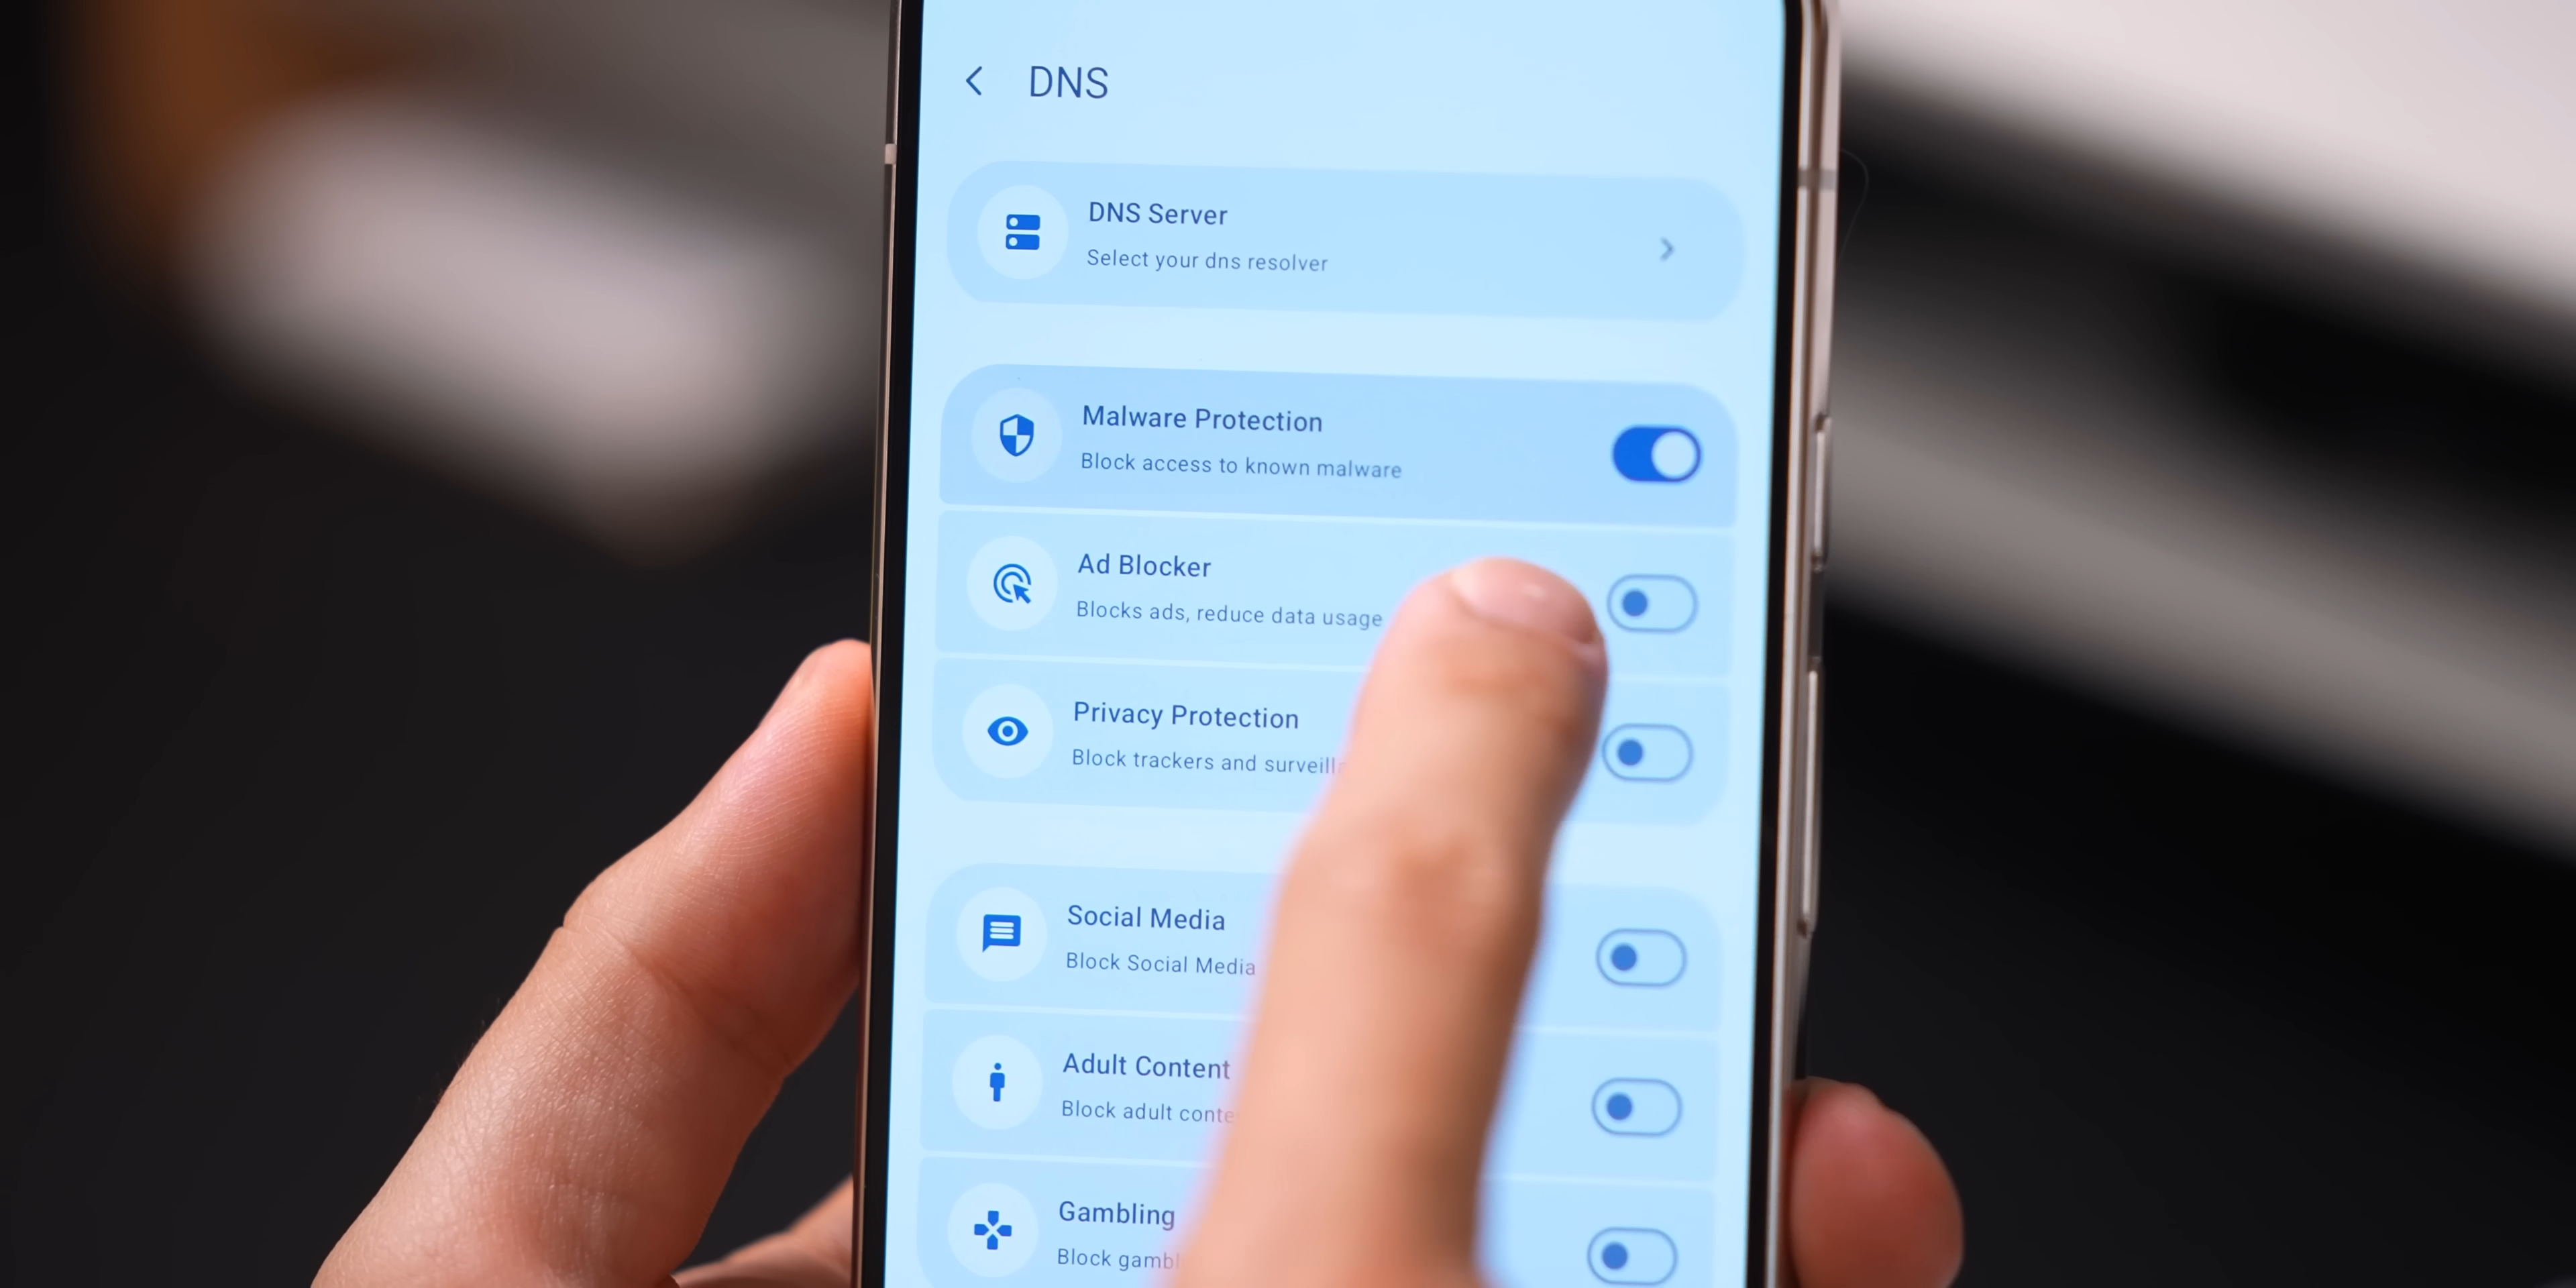 DNS
DNS Server
Select your dns resolver
Malware Protection
Block access to known malware
Ad Blocker
Blocks ads, reduce data usage
Privacy Protection
Block trackers and
Social Media
Block Social Media
Adult Content
Block adult
Gambling
Block